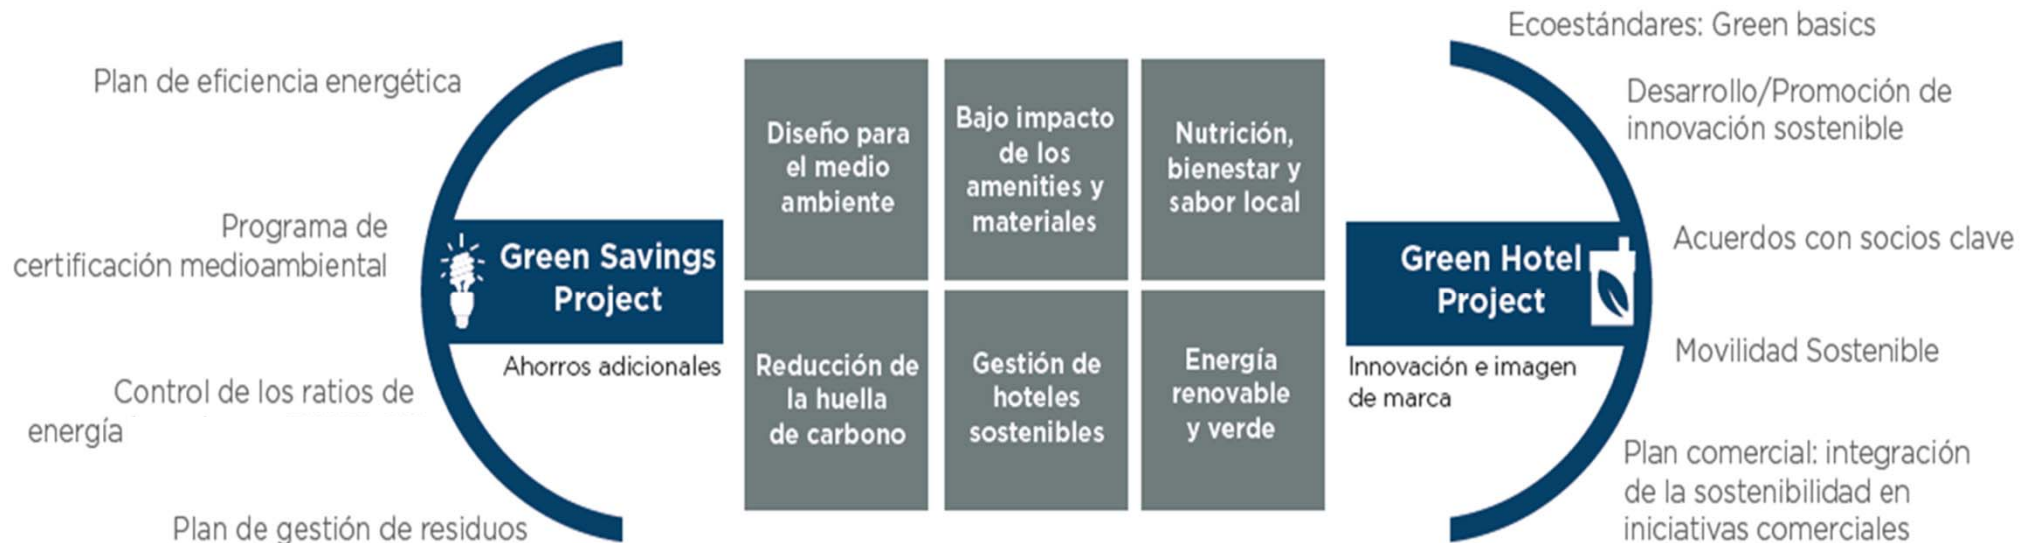 Plan de eficiencia energética
Programa de
certificación medioambiental
Control de los ratios de
energía
Plan de gestión de residuos
Green Savings
Project
Ahorros adicionales
Diseño para
el medio
ambiente
Bajo impacto
de los
amenities y
materiales
Nutrición,
bienestar y
sabor local
Reducción de
la huella
de carbono
Gestión de
hoteles
sostenibles
Energía
renovable
y verde
Green Hotel
Project
Innovación e imagen
de marca
Ecoestándares: Green basics
Desarrollo/Promoción de
innovación sostenible
Acuerdos con socios clave
Movilidad Sostenible
Plan comercial: integración
de la sostenibilidad en
iniciativas comerciales